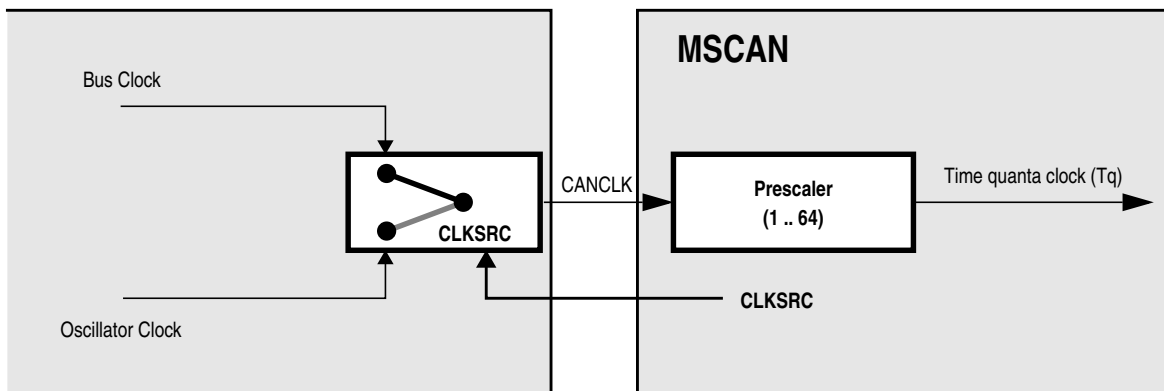 MSCAN
Bus Clock
CANCLK
Prescaler
(1 .. 64)
Time quanta clock (Tq)
CLKSRC
CLKSRC
Oscillator Clock